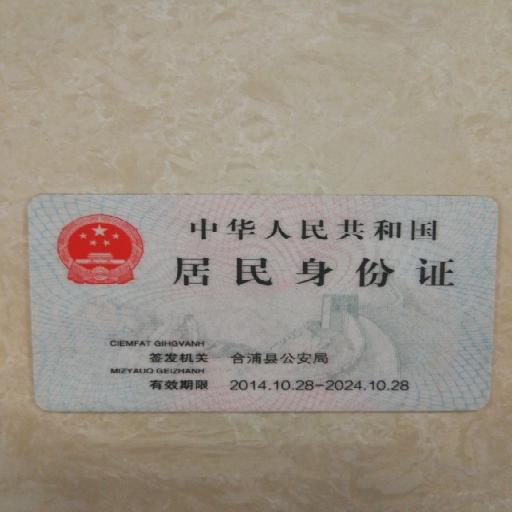 中华人民共和国
居民身份证
CIEMFAT GIHGVANH
签发机关 合浦县公安局
MIZYAUQ GEIZHANH
有效期限 2014.10.28-2024.10.28